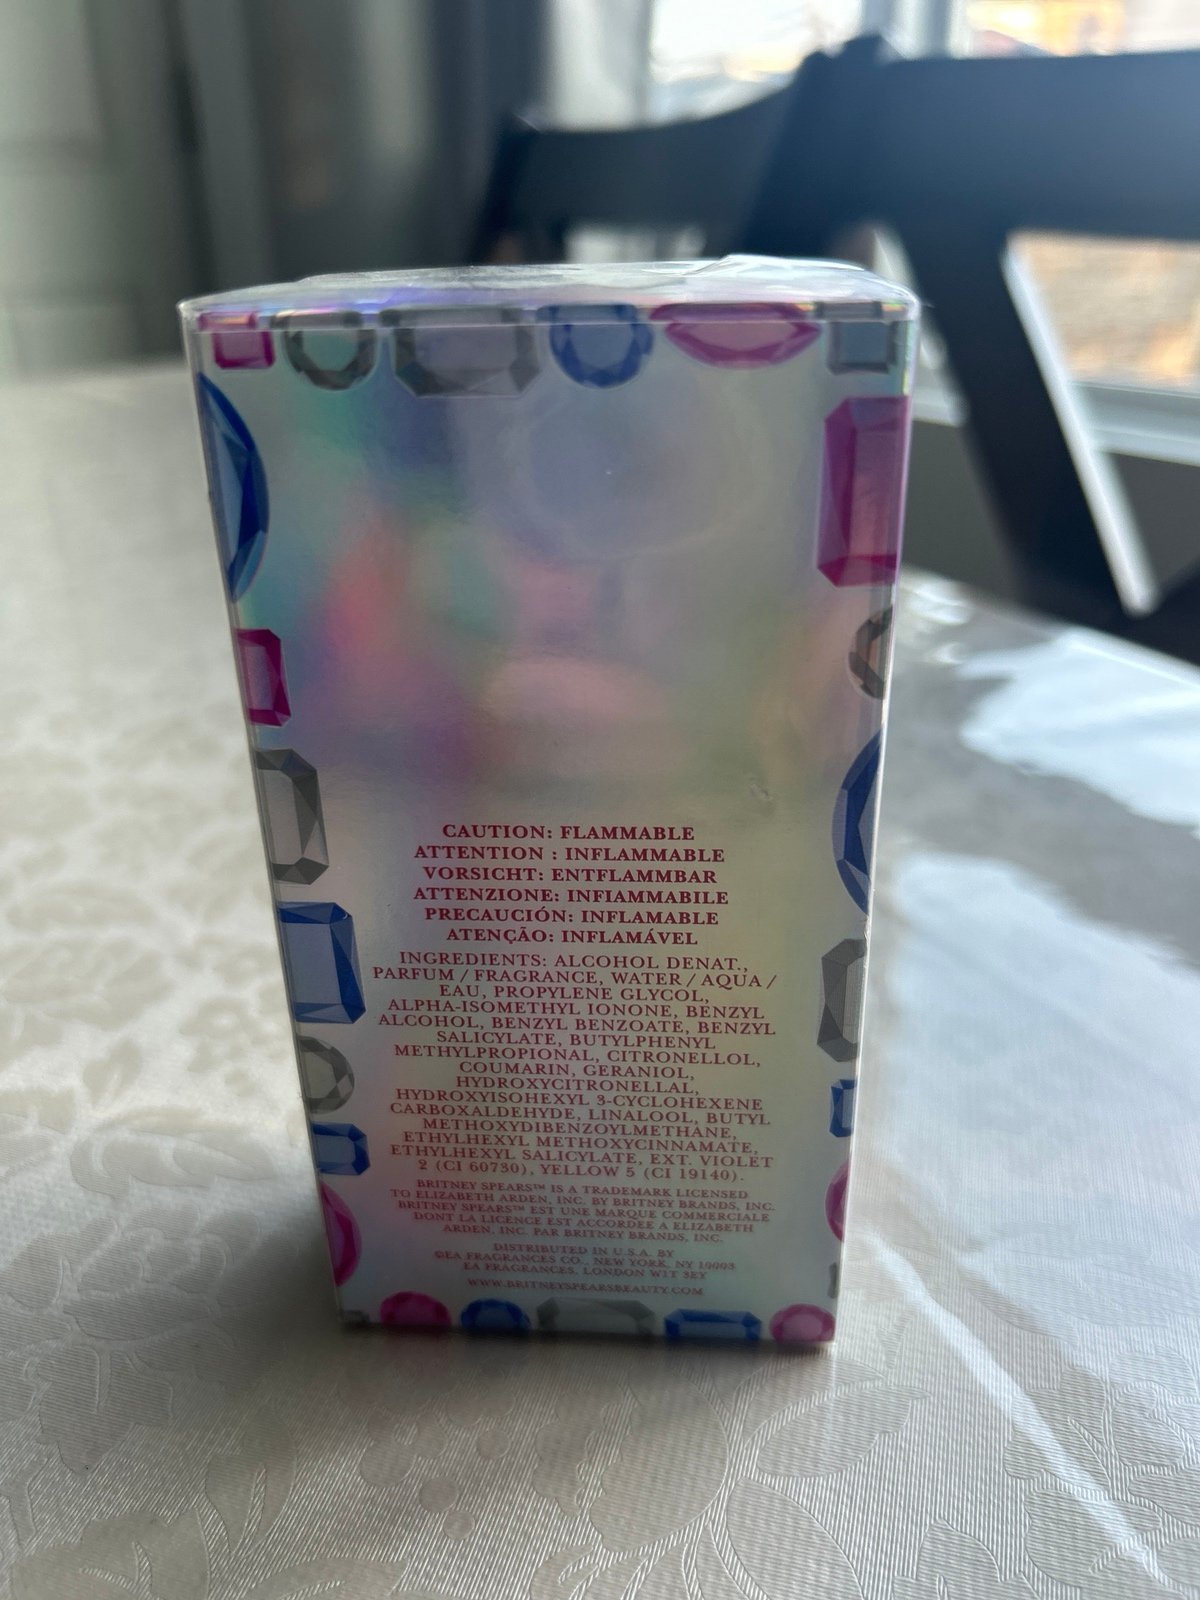 CAUTION: FLAMMABLE
ATTENTION : INFLAMMABLE
VORSICHT: ENTFLAMMBAR
ATTENZIONE: INFIAMMABILE
PRECAUCIÓN: INFLAMABLE
ATENÇÃO: INFLAMÁVEL
INGREDIENTS: ALCOHOL DENAT.,
PARFUM / FRAGRANCE, WATER / AQUA /
EAU, PROPYLENE GLYCOL,
ALPHA-ISOMETHYL IONONE, BENZYL
ALCOHOL, BENZYL BENZOATE, BENZYL
SALICYLATE, BUTYLPHENYL
METHYLPROPIONAL, CITRONELLOL,
COUMARIN, GERANIOL,
HYDROXYCITRONELLAL,
HYDROXYISOHEXYL 3-CYCLOHEXENE
CARBOXALDEHYDE, LINALOOL, BUTYL
METHOXYDIBENZOYLMETHANE,
ETHYLHEXYL METHOXYCINNAMATE,
ETHYLHEXYL SALICYLATE, EXT. VIOLET
2 (CI 60730), YELLOW 5 (CI 19140).
BRITNEY SPEARS™ IS A TRADEMARK LICENSED
TO ELIZABETH ARDEN, INC. BY BRITNEY BRANDS, INC.
BRITNEY SPEARS™ EST UNE MARQUE COMMERCIALE
DONT LA LICENCE EST ACCORDEE A ELIZABETH
ARDEN, INC. PAR BRITNEY BRANDS, INC.
DISTRIBUTED IN U.S.A. BY
©EA FRAGRANCES CO., NEW YORK, NY 10003
EA FRAGRANCES, LONDON W1T 3EY
WWW.BRITNEYSPEARSBEAUTY.COM